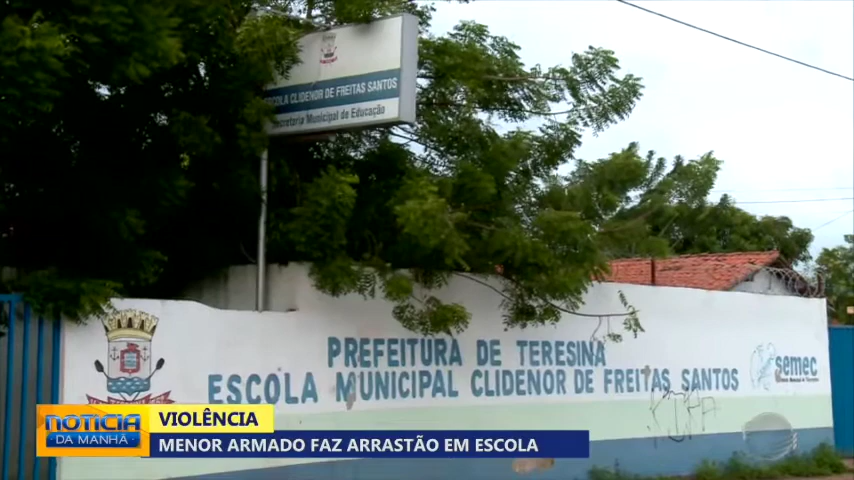 ESCOLA CLIDENOR DE FREITAS SANTOS
Secretaria Municipal de Educação
PREFEITURA DE TERESINA
ESCOLA MUNICIPAL CLIDENOR DE FREITAS SANTOS
semec
NOTÍCIA
DA MANHÃ
VIOLÊNCIA
MENOR ARMADO FAZ ARRASTÃO EM ESCOLA